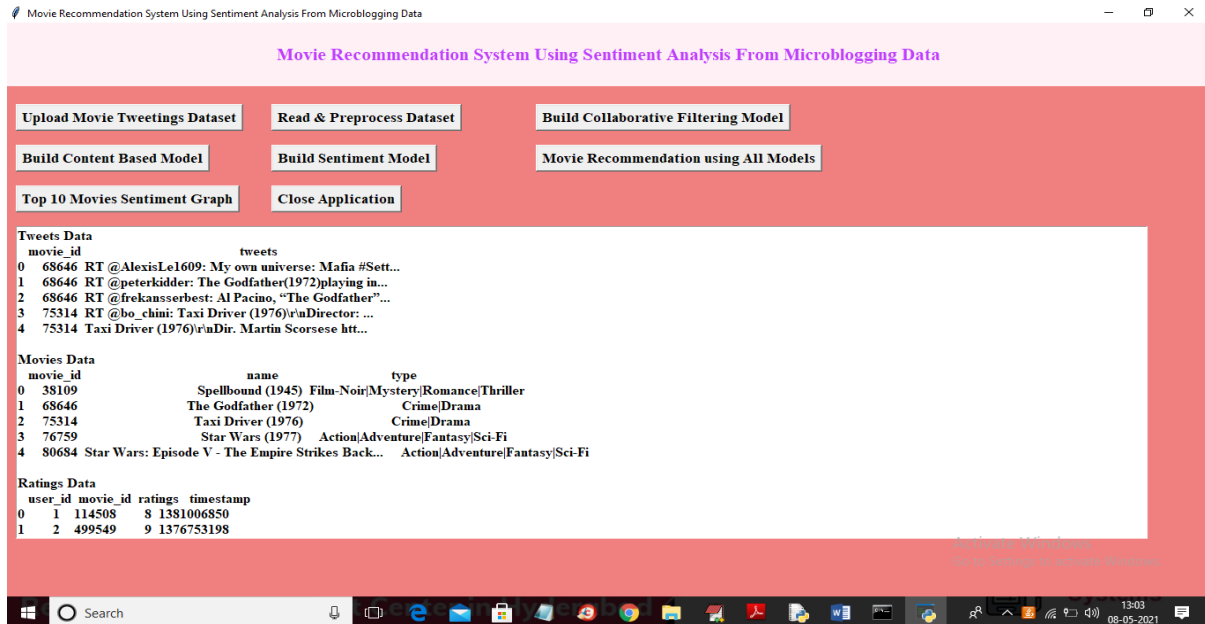 Movie Recommendation System Using Sentiment Analysis From Microblogging Data
Movie Recommendation System Using Sentiment Analysis From Microblogging Data
Upload Movie Tweetings Dataset
Read & Preprocess Dataset
Build Collaborative Filtering Model
Build Content Based Model
Build Sentiment Model
Movie Recommendation using All Models
Top 10 Movies Sentiment Graph
Close Application
Tweets Data
movie_id tweets
0 68646 RT @AlexisLe1609: My own universe: Mafia #Sett...
1 68646 RT @peterkidder: The Godfather(1972)playing in...
2 68646 RT @frekansserbest: Al Pacino, “The Godfather”...
3 75314 RT @bo_chini: Taxi Driver (1976)\r\nDirector: ...
4 75314 Taxi Driver (1976)\r\nDir. Martin Scorsese htt...
Movies Data
movie_id name type
0 38109 Spellbound (1945) Film-Noir|Mystery|Romance|Thriller
1 68646 The Godfather (1972) Crime|Drama
2 75314 Taxi Driver (1976) Crime|Drama
3 76759 Star Wars (1977) Action|Adventure|Fantasy|Sci-Fi
4 80684 Star Wars: Episode V - The Empire Strikes Back... Action|Adventure|Fantasy|Sci-Fi
Ratings Data
user_id movie_id ratings timestamp
0 1 114508 8 1381006850
1 2 499549 9 1376753198
Activate Windows
Search
13:03
08-05-2021